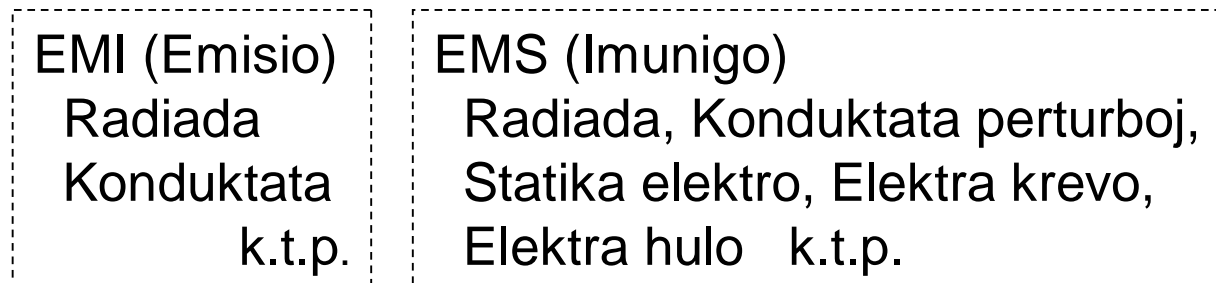 EMI (Emisio)
Radiada
Konduktata
k.t.p.
EMS (Imunigo)
Radiada, Konduktata perturboj,
Statika elektro, Elektra krevo,
Elektra hulo k.t.p.